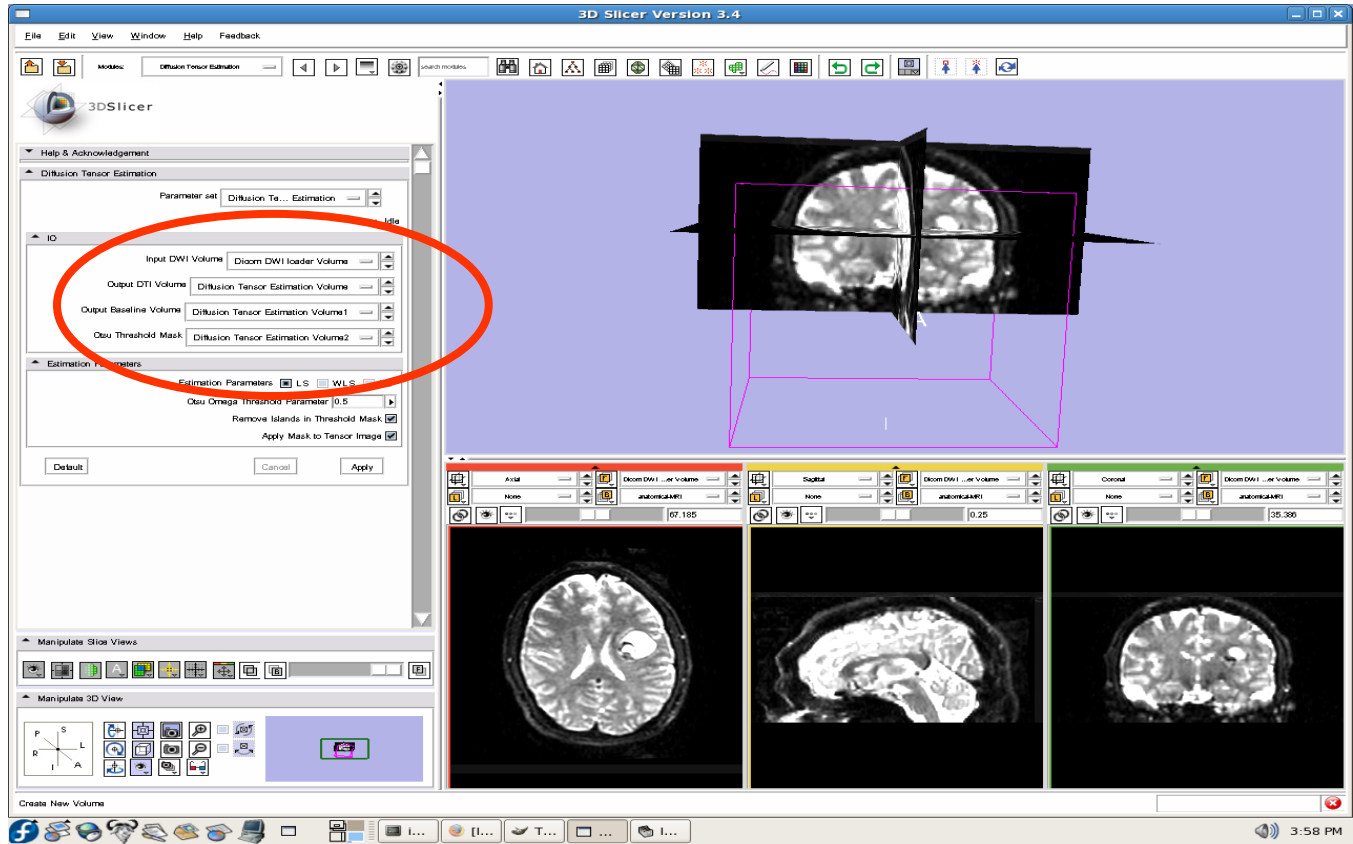 3D Slicer Version 3.4
File Edit View Window Help Feedback
Modules: Diffusion Tensor Estimation search modules
3DSlicer
Help & Acknowledgement
Diffusion Tensor Estimation
Parameter set Diffusion Te... Estimation
Idle
IO
Input DWI Volume Dicom DWI loader Volume
Output DTI Volume Diffusion Tensor Estimation Volume
Output Baseline Volume Diffusion Tensor Estimation Volume1
Otsu Threshold Mask Diffusion Tensor Estimation Volume2
Estimation Parameters
Estimation Parameters LS WLS
Otsu Omega Threshold Parameter 0.5
Remove Islands in Threshold Mask
Apply Mask to Tensor Image
Default Cancel Apply
A
I
Axial Dicom DWI ...er Volume Sagittal Dicom DWI ...er Volume Coronal Dicom DWI ...er Volume
None anatomical-MRI None anatomical-MRI None anatomical-MRI
67.185 0.25 35.386
Manipulate Slice Views
Manipulate 3D View
P S
R L
I A
Create New Volume
i... [I... T... ... I... 3:58 PM